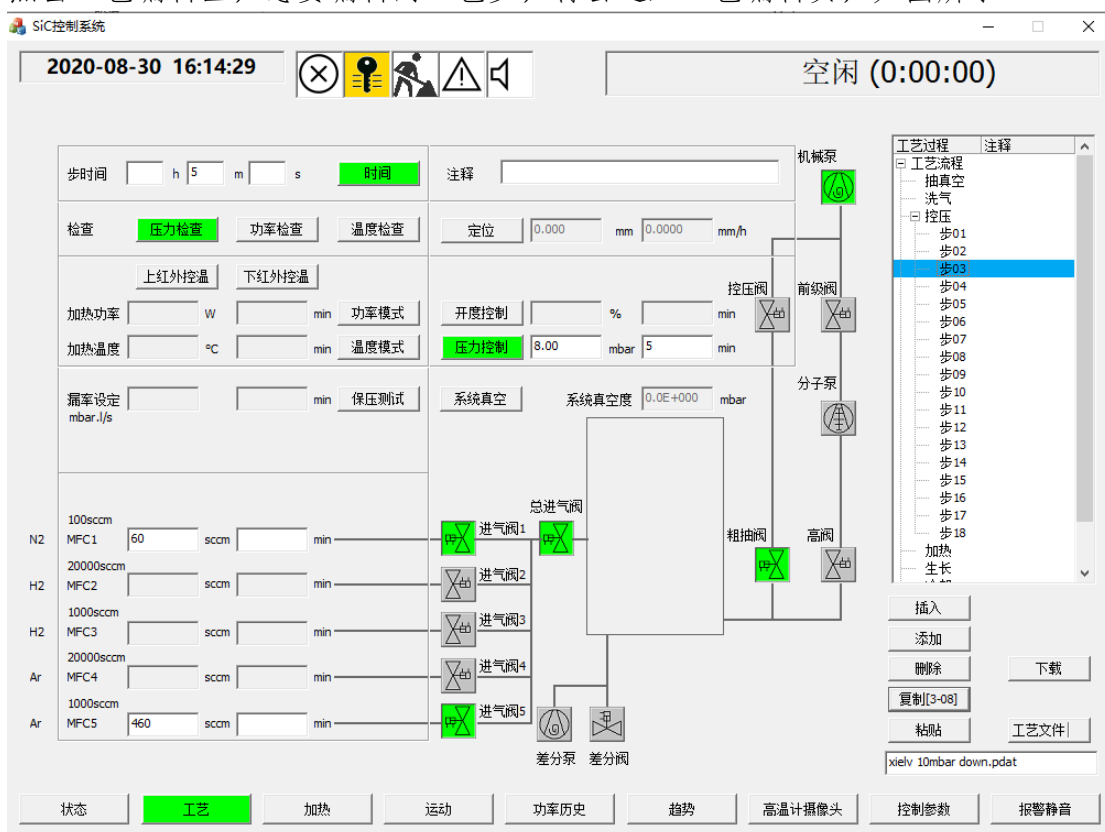 SiC控制系统
2020-08-30 16:14:29
空闲 (0:00:00)
步时间 h 5 m s 时间 注释
机械泵
检查 压力检查 功率检查 温度检查 定位 0.000 mm 0.0000 mm/h
上红外控温 下红外控温
控压阀 前级阀
加热功率 W min 功率模式 开度控制 % min
加热温度 ℃ min 温度模式 压力控制 8.00 mbar 5 min
分子泵
漏率设定 min 保压测试 系统真空 系统真空度 0.0E+000 mbar
mbar.l/s
总进气阀
100sccm
N2 MFC1 60 sccm min 进气阀1
粗抽阀 高阀
20000sccm
H2 MFC2 sccm min 进气阀2
1000sccm
H2 MFC3 sccm min 进气阀3
20000sccm
Ar MFC4 sccm min 进气阀4
1000sccm
Ar MFC5 460 sccm min 进气阀5
差分泵 差分阀
工艺过程 注释
工艺流程
抽真空
洗气
控压
步01
步02
步03
步04
步05
步06
步07
步08
步09
步10
步11
步12
步13
步14
步15
步16
步17
步18
加热
生长
插入
添加
删除 下载
复制[3-08]
粘贴 工艺文件
xielv 10mbar down.pdat
状态 工艺 加热 运动 功率历史 趋势 高温计摄像头 控制参数 报警静音